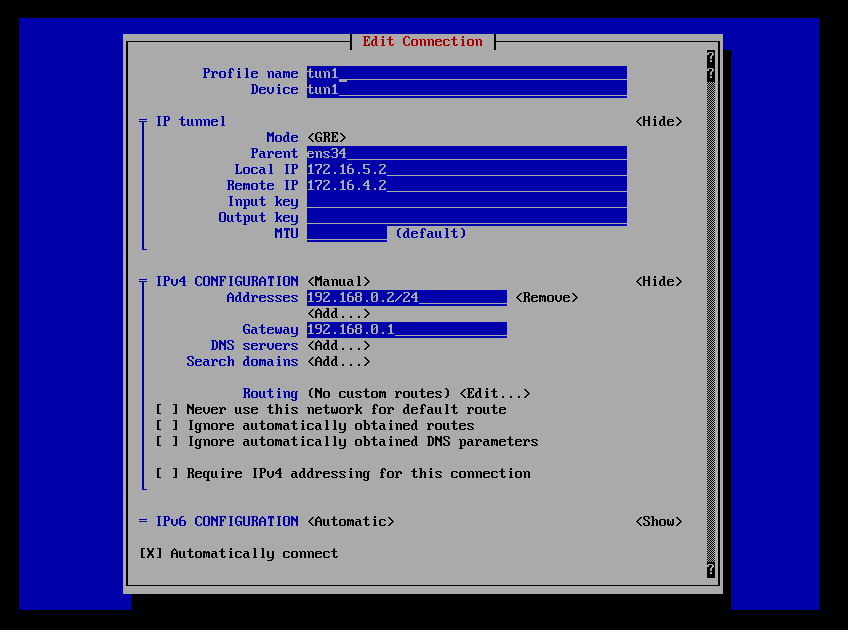 Edit Connection
Profile name tun1
Device tun1
IP tunnel <Hide>
Mode <GRE>
Parent ens34
Local IP 172.16.5.2
Remote IP 172.16.4.2
Input key
Output key
MTU (default)
IPv4 CONFIGURATION <Manual> <Hide>
Addresses 192.168.0.2/24 <Remove>
<Add...>
Gateway 192.168.0.1
DNS servers <Add...>
Search domains <Add...>
Routing (No custom routes) <Edit...>
[ ] Never use this network for default route
[ ] Ignore automatically obtained routes
[ ] Ignore automatically obtained DNS parameters
[ ] Require IPv4 addressing for this connection
IPv6 CONFIGURATION <Automatic> <Show>
[X] Automatically connect